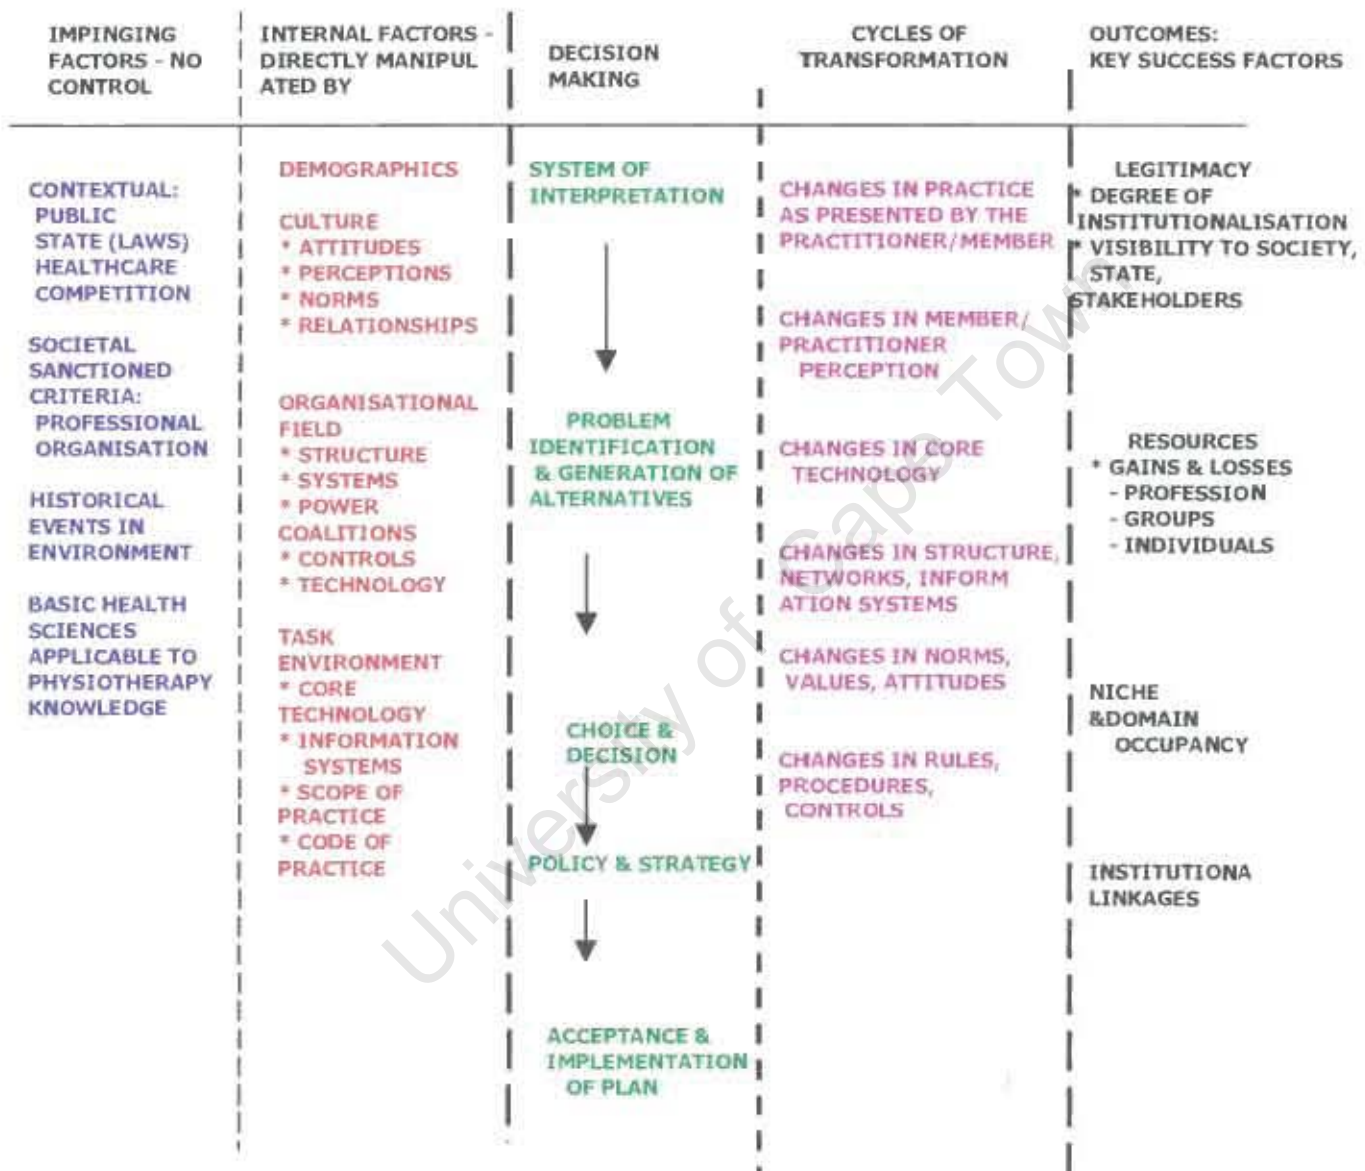 IMPINGING
FACTORS - NO
CONTROL
INTERNAL FACTORS -
DIRECTLY MANIPUL
ATED BY
DECISION
MAKING
CYCLES OF
TRANSFORMATION
OUTCOMES:
KEY SUCCESS FACTORS
CONTEXTUAL:
PUBLIC
STATE (LAWS)
HEALTHCARE
COMPETITION
SOCIETAL
SANCTIONED
CRITERIA:
PROFESSIONAL
ORGANISATION
HISTORICAL
EVENTS IN
ENVIRONMENT
BASIC HEALTH
SCIENCES
APPLICABLE TO
PHYSIOTHERAPY
KNOWLEDGE
DEMOGRAPHICS
CULTURE
* ATTITUDES
* PERCEPTIONS
* NORMS
* RELATIONSHIPS
ORGANISATIONAL
FIELD
* STRUCTURE
* SYSTEMS
* POWER
COALITIONS
* CONTROLS
* TECHNOLOGY
TASK
ENVIRONMENT
* CORE
TECHNOLOGY
* INFORMATION
SYSTEMS
* SCOPE OF
PRACTICE
* CODE OF
PRACTICE
SYSTEM OF
INTERPRETATION
PROBLEM
IDENTIFICATION
& GENERATION OF
ALTERNATIVES
CHOICE &
DECISION
POLICY & STRATEGY
ACCEPTANCE &
IMPLEMENTATION
OF PLAN
CHANGES IN PRACTICE
AS PRESENTED BY THE
PRACTITIONER/MEMBER
CHANGES IN MEMBER/
PRACTITIONER
PERCEPTION
CHANGES IN CORE
TECHNOLOGY
CHANGES IN STRUCTURE,
NETWORKS, INFORM
ATION SYSTEMS
CHANGES IN NORMS,
VALUES, ATTITUDES
CHANGES IN RULES,
PROCEDURES,
CONTROLS
LEGITIMACY
* DEGREE OF
INSTITUTIONALISATION
* VISIBILITY TO SOCIETY,
STATE,
STAKEHOLDERS
RESOURCES
* GAINS & LOSSES
- PROFESSION
- GROUPS
- INDIVIDUALS
NICHE
&DOMAIN
OCCUPANCY
INSTITUTIONA
LINKAGES
University of Cape Town